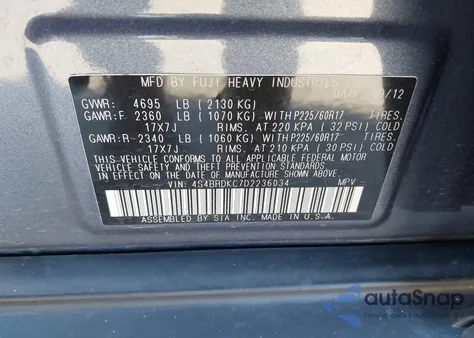 MFD BY FUJI HEAVY INDUSTRIES
/12
GVWR: 4695 LB (2130 KG)
GAWR:F 2360 LB (1070 KG) WITH P225/60R17 TIRES.
17X7J RIMS. AT 220 KPA (32 PSI) COLD
GAWR:R-2340 LB (1060 KG) WITH P225/60R17 TIRES.
17X7J RIMS. AT 210 KPA (30 PSI) COLD
THIS VEHICLE CONFORMS TO ALL APPLICABLE FEDERAL MOTOR
VEHICLE SAFETY AND THEFT PREVENTION STANDARDS
IN EFFECT ON THE DATE OF MANUFACTURE SHOWN ABOVE.
VIN: 4S4BRDKC7D2236034 MPV
ASSEMBLED BY SIA INC. MADE IN U.S.A.
autoSnap
by Carketa